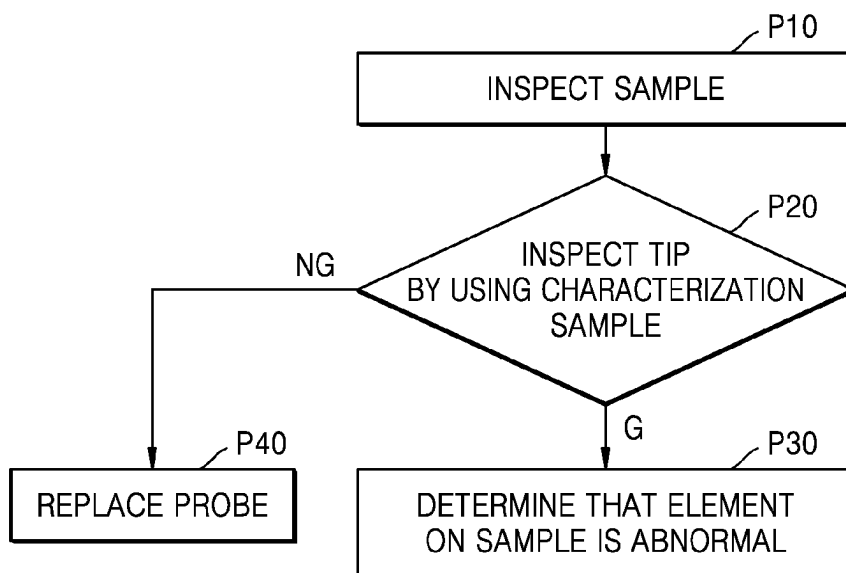 P10
INSPECT SAMPLE
P20
INSPECT TIP
BY USING CHARACTERIZATION
SAMPLE
NG
G
P40
REPLACE PROBE
P30
DETERMINE THAT ELEMENT
ON SAMPLE IS ABNORMAL